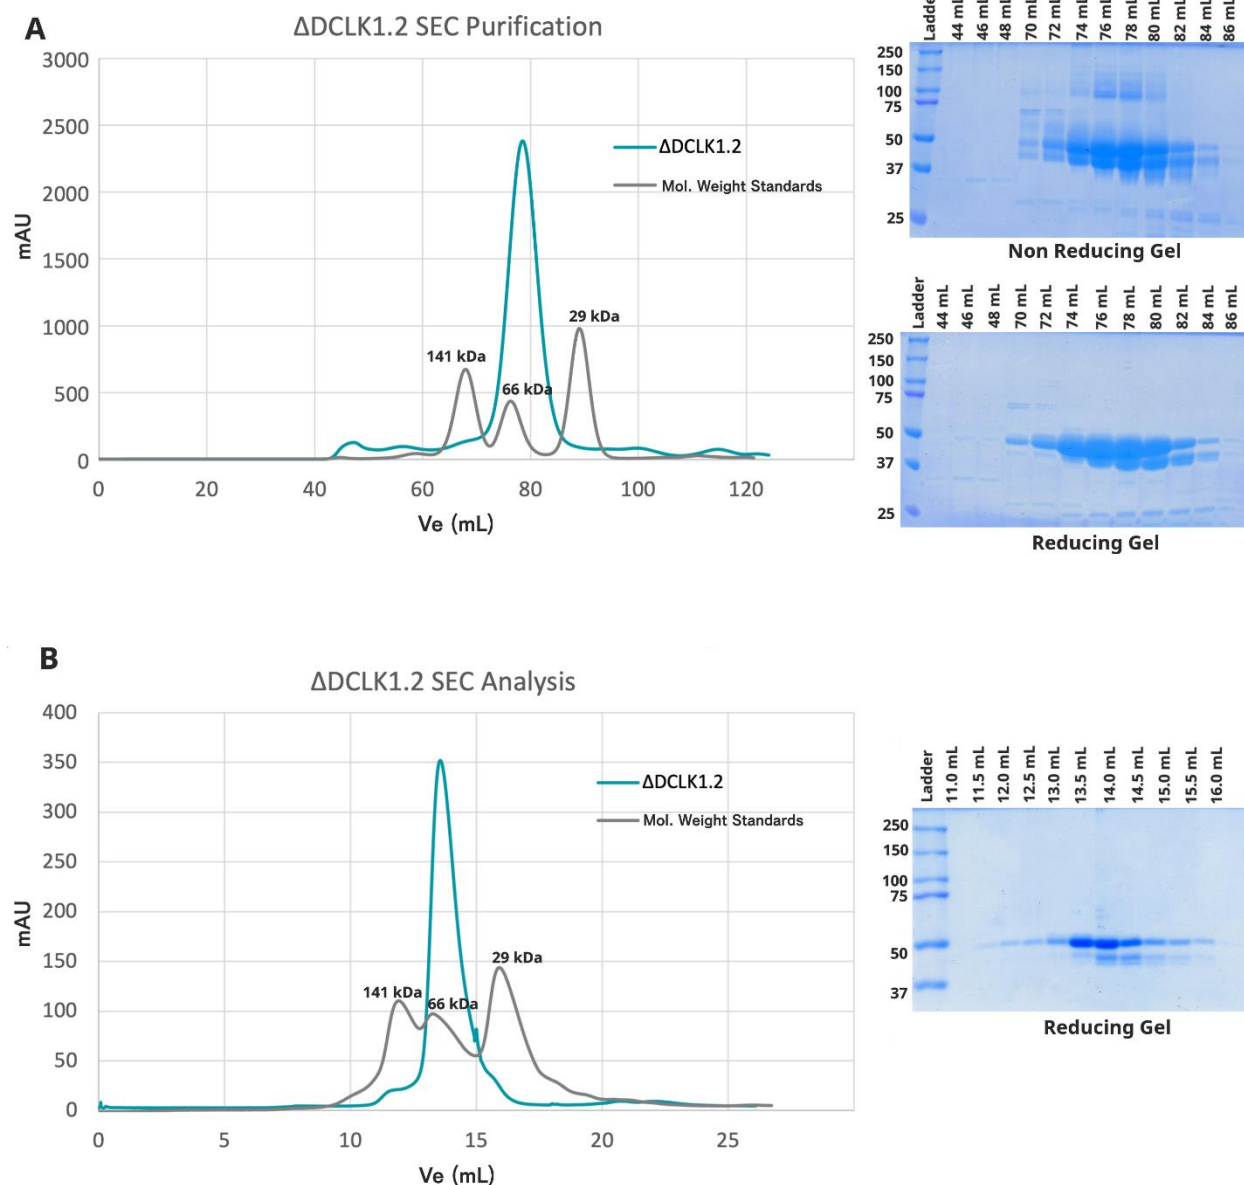 A
ΔDCLK1.2 SEC Purification
3000
2500
2000
1500
1000
500
0
mAU
0 20 40 60 80 100 120
Ve (mL)
ΔDCLK1.2
Mol. Weight Standards
141 kDa
66 kDa
29 kDa
Ladder 44 mL 46 mL 48 mL 70 mL 72 mL 74 mL 76 mL 78 mL 80 mL 82 mL 84 mL 86 mL
250
150
100
75
50
37
25
Non Reducing Gel
Ladder 44 mL 46 mL 48 mL 70 mL 72 mL 74 mL 76 mL 78 mL 80 mL 82 mL 84 mL 86 mL
250
150
100
75
50
37
25
Reducing Gel
B
ΔDCLK1.2 SEC Analysis
400
350
300
250
200
150
100
50
0
mAU
0 5 10 15 20 25
Ve (mL)
ΔDCLK1.2
Mol. Weight Standards
141 kDa
66 kDa
29 kDa
Ladder 11.0 mL 11.5 mL 12.0 mL 12.5 mL 13.0 mL 13.5 mL 14.0 mL 14.5 mL 15.0 mL 15.5 mL 16.0 mL
250
150
100
75
50
37
Reducing Gel